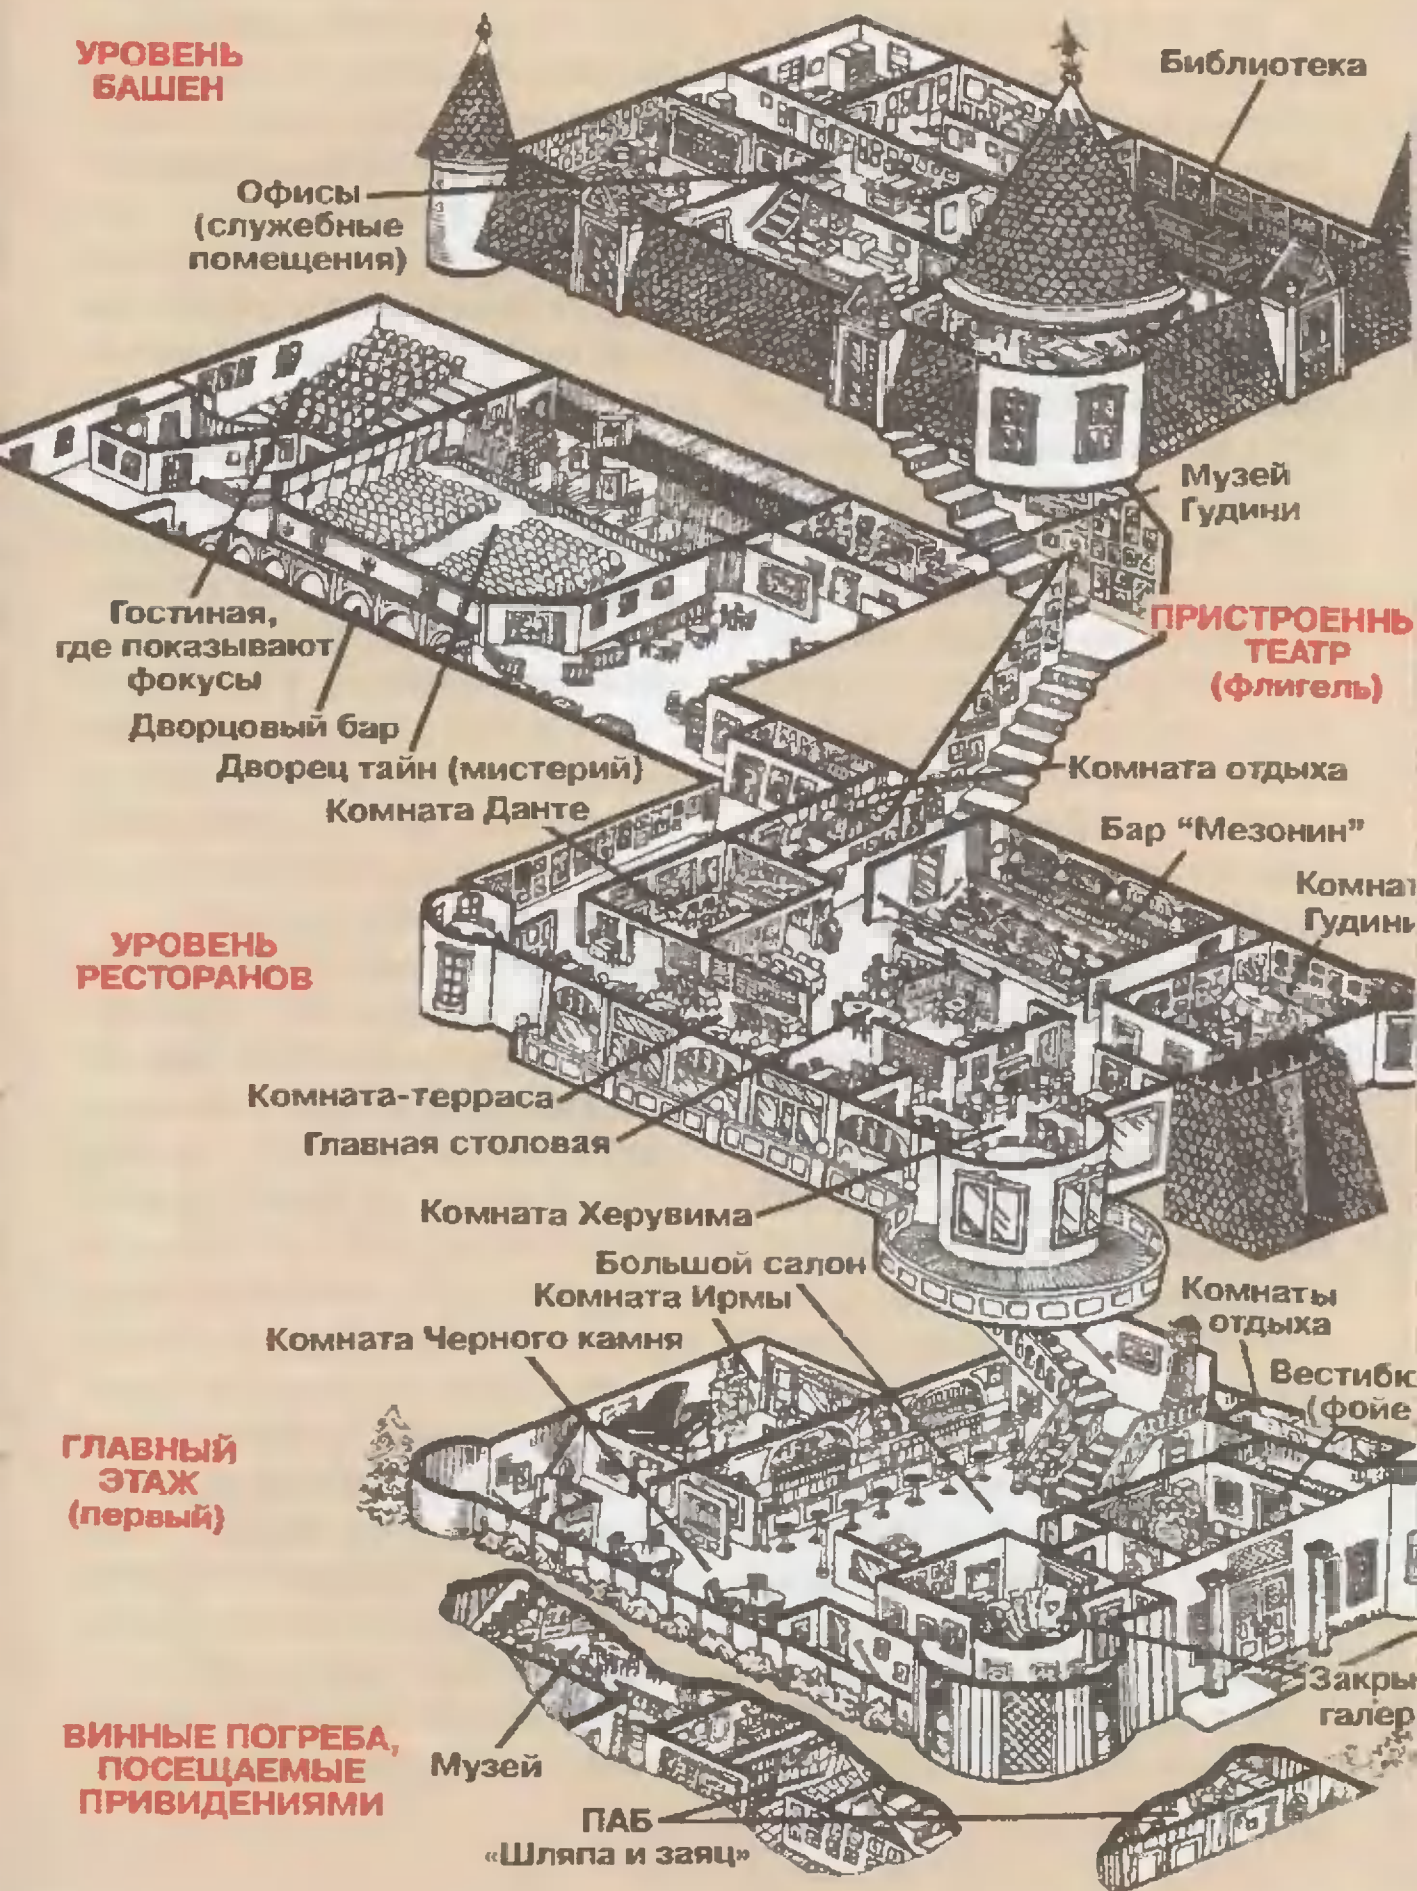 УРОВЕНЬ
БАШЕН
Библиотека
Офисы
(служебные
помещения)
Музей
Гудини
Гостиная,
где показывают
фокусы
ПРИСТРОЕННЬ
ТЕАТР
(флигель)
Дворцовый бар
Дворец тайн (мистерий)
Комната отдыха
Комната Данте
Бар “Мезонин”
Комнат
Гудини
УРОВЕНЬ
РЕСТОРАНОВ
Комната-терраса
Главная столовая
Комната Херувима
Большой салон
Комната Ирмы
Комнаты
отдыха
Комната Черного камня
Вестибю
(фойе
ГЛАВНЫЙ
ЭТАЖ
(первый)
Закры
галер
ВИННЫЕ ПОГРЕБА,
ПОСЕЩАЕМЫЕ
ПРИВИДЕНИЯМИ
Музей
ПАБ
«Шляпа и заяц»